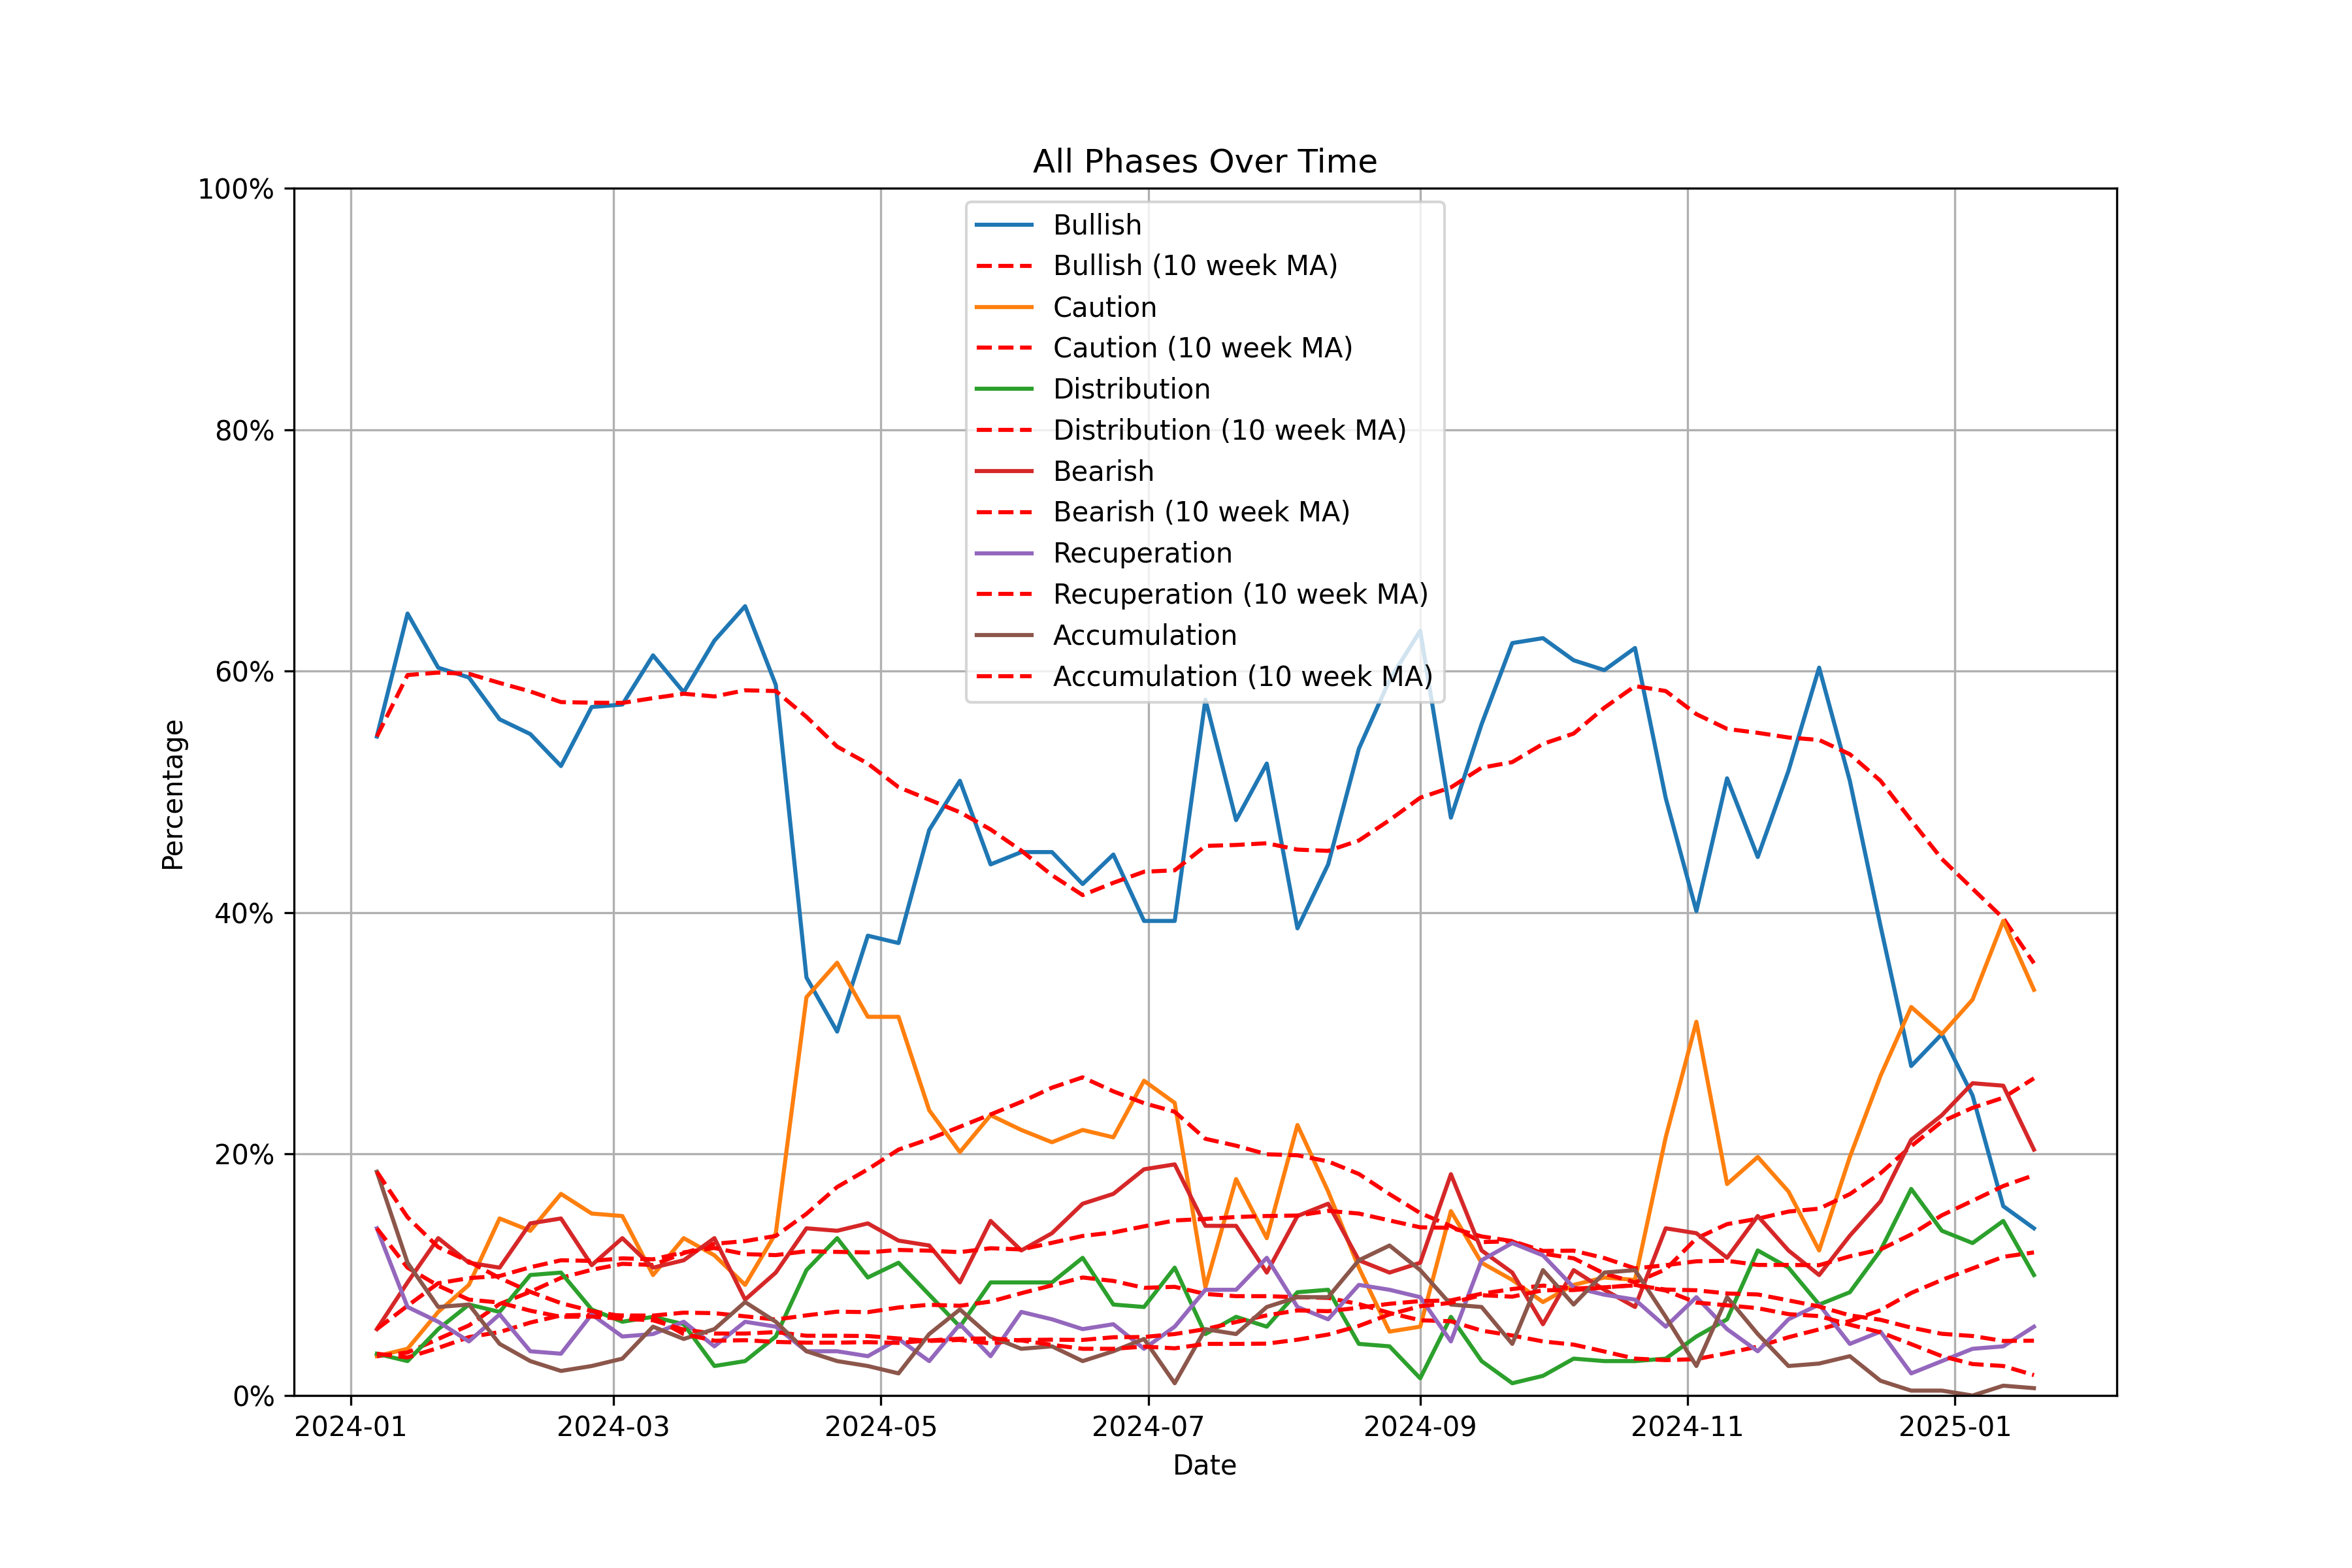 All Phases Over Time
100%
80%
60%
40%
20%
0%
Percentage
Bullish
Bullish (10 week MA)
Caution
Caution (10 week MA)
Distribution
Distribution (10 week MA)
Bearish
Bearish (10 week MA)
Recuperation
Recuperation (10 week MA)
Accumulation
Accumulation (10 week MA)
2024-01 2024-03 2024-05 2024-07 2024-09 2024-11 2025-01
Date